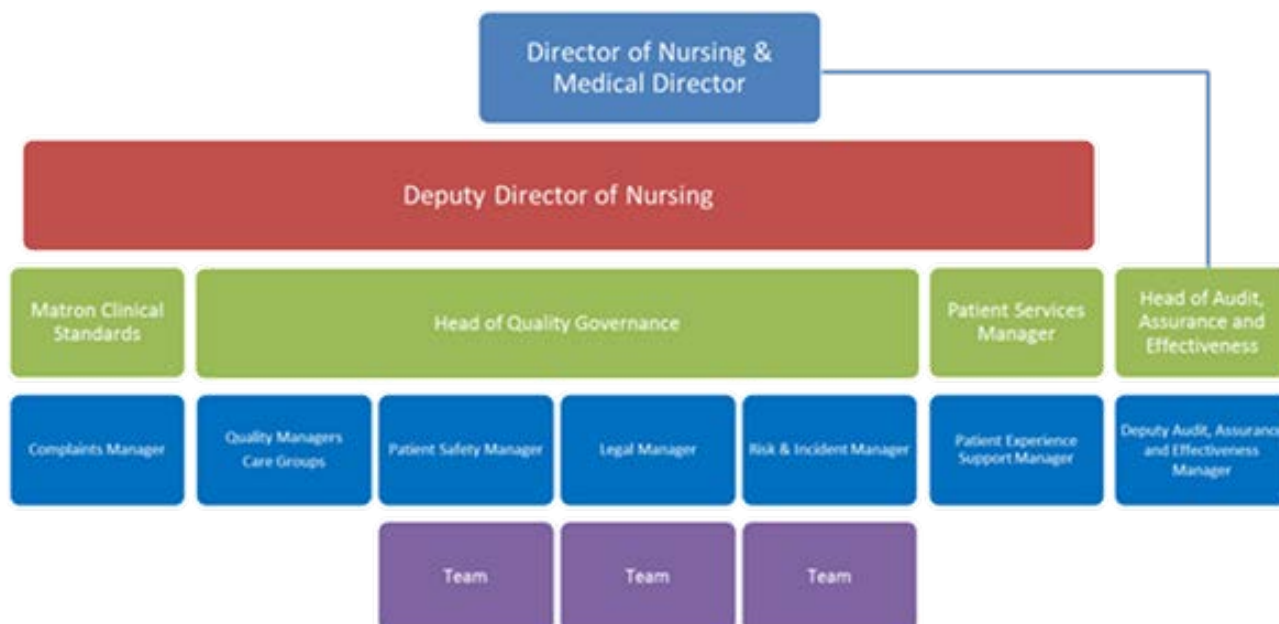 Director of Nursing &
Medical Director
Deputy Director of Nursing
Matron Clinical
Standards
Head of Quality Governance
Patient Services
Manager
Head of Audit,
Assurance and
Effectiveness
Complaints Manager
Quality Managers
Care Groups
Patient Safety Manager
Legal Manager
Risk & Incident Manager
Patient Experience
Support Manager
Deputy Audit, Assurance
and Effectiveness
Manager
Team
Team
Team